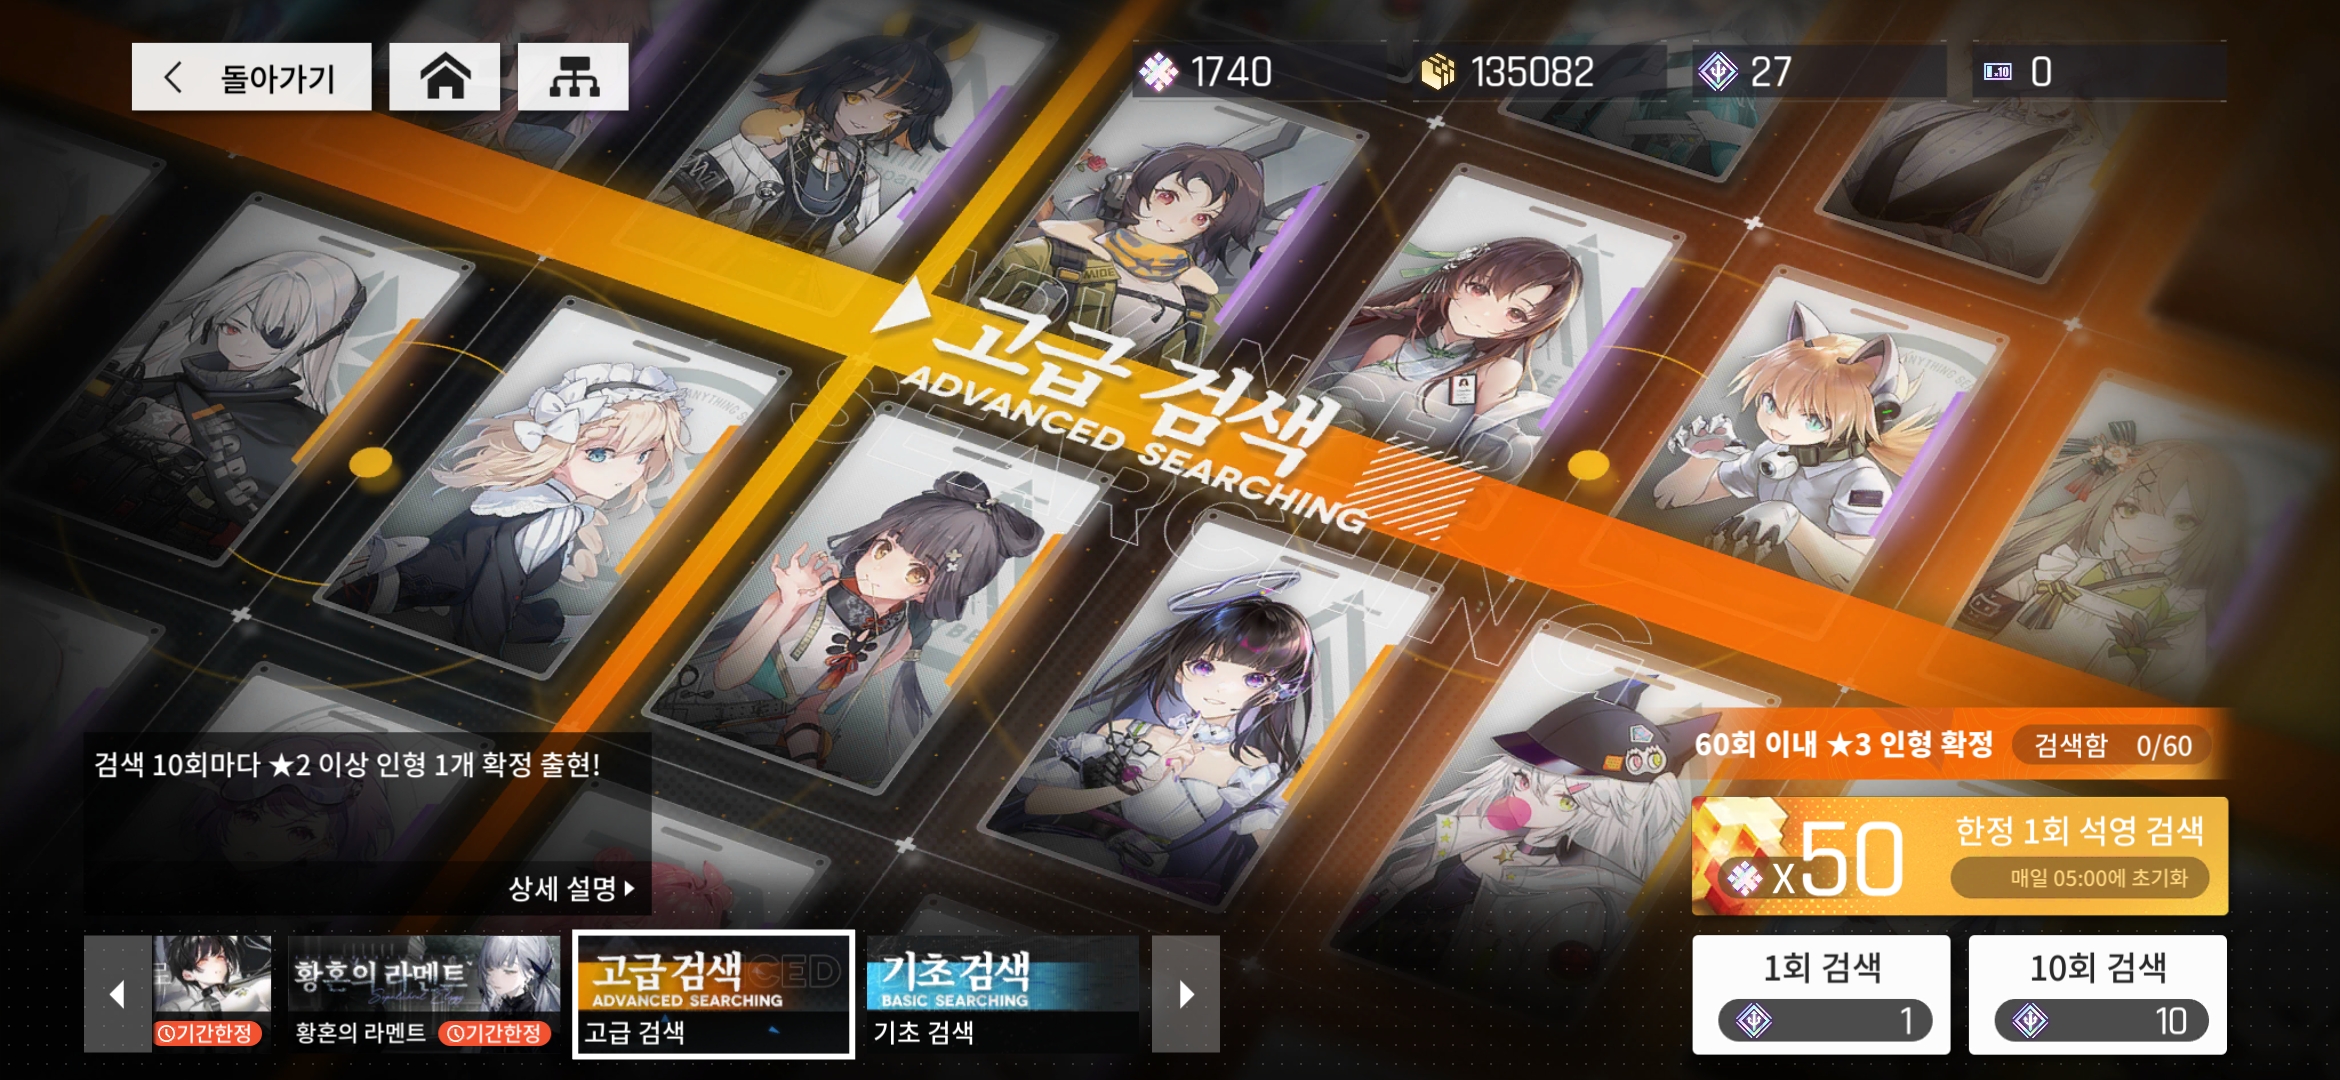 돌아가기
1740
135082
27
x10
0
MIDE
고급 검색
ADVANCED SEARCHING
ADVANCED
SEARCHING
검색 10회마다 ★2 이상 인형 1개 확정 출현!
상세 설명
60회 이내 ★3 인형 확정
검색함 0/60
x50
한정 1회 석영 검색
매일 05:00에 초기화
기간한정
황혼의 라멘트
황혼의 라멘트
기간한정
고급 검색
ADVANCED SEARCHING
고급 검색
기초 검색
BASIC SEARCHING
기초 검색
1회 검색
1
10회 검색
10